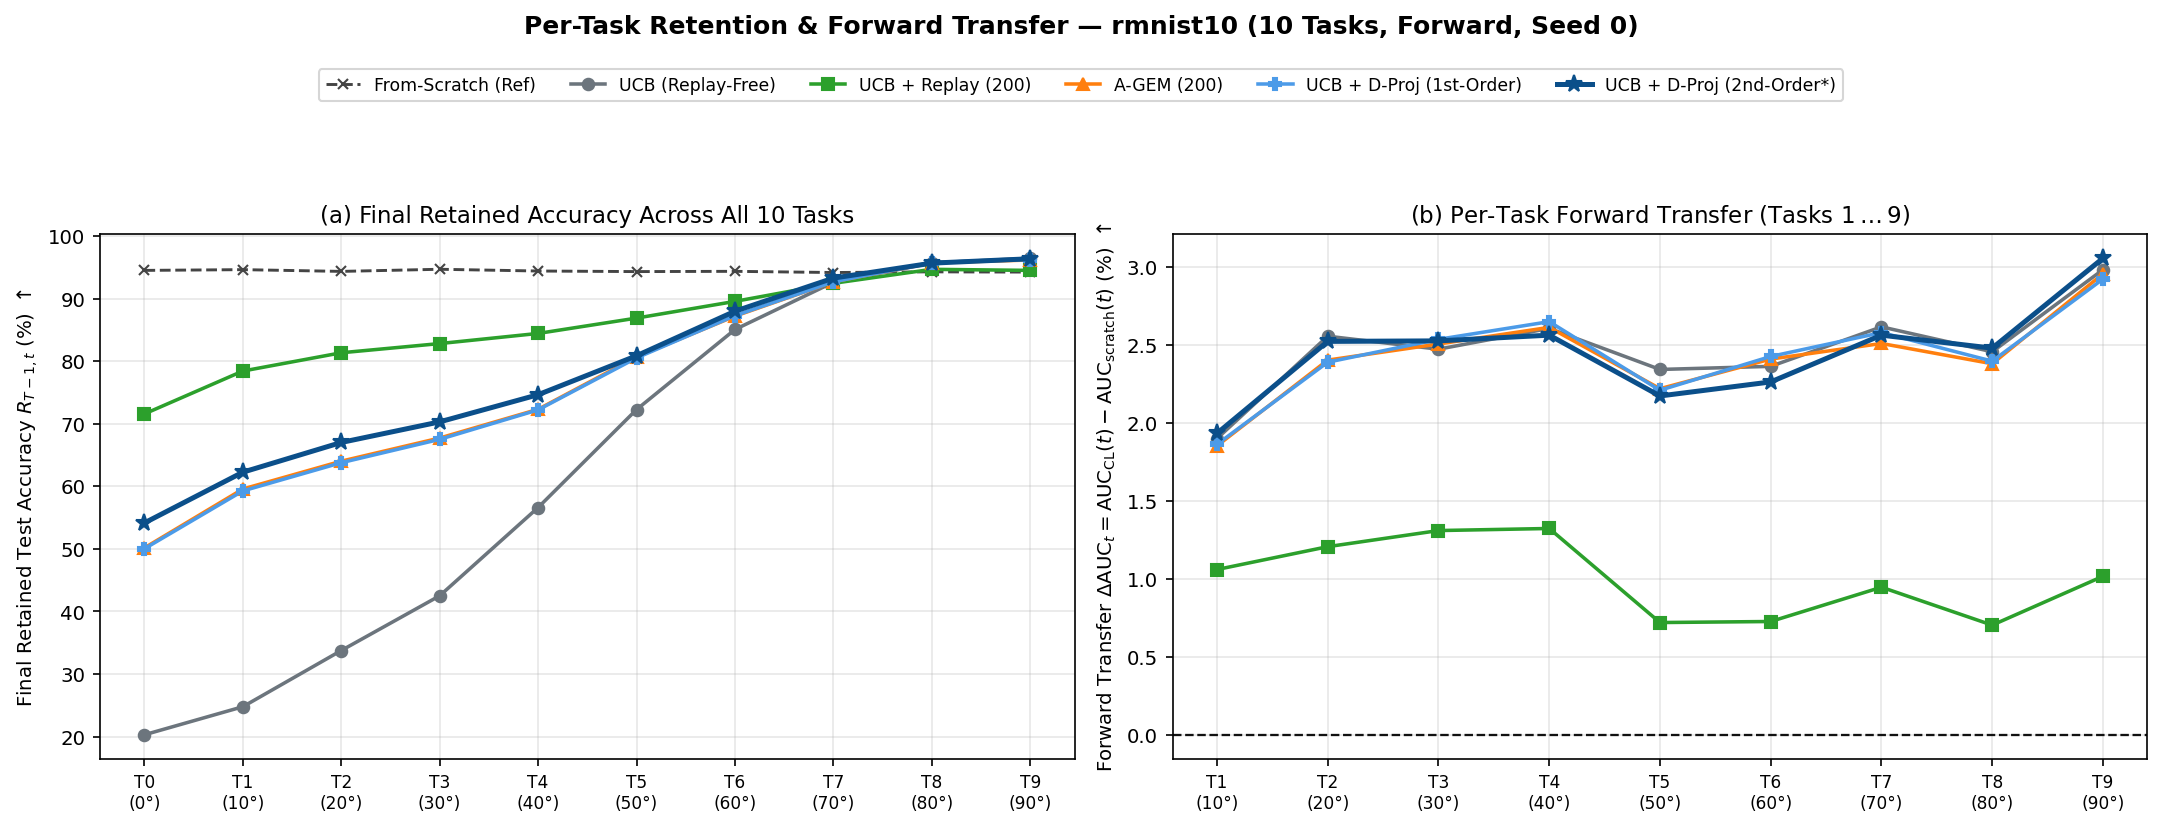 Per-Task Retention & Forward Transfer — rmnist10 (10 Tasks, Forward, Seed 0)
From-Scratch (Ref) UCB (Replay-Free) UCB + Replay (200) A-GEM (200) UCB + D-Proj (1st-Order) UCB + D-Proj (2nd-Order*)
(a) Final Retained Accuracy Across All 10 Tasks
Final Retained Test Accuracy R_{T−1,t} (%) ↑
100
90
80
70
60
50
40
30
20
T0 T1 T2 T3 T4 T5 T6 T7 T8 T9
(0°) (10°) (20°) (30°) (40°) (50°) (60°) (70°) (80°) (90°)
(b) Per-Task Forward Transfer (Tasks 1 … 9)
Forward Transfer ΔAUC_t = AUC_CL(t) − AUC_scratch(t) (%) ↑
3.0
2.5
2.0
1.5
1.0
0.5
0.0
T1 T2 T3 T4 T5 T6 T7 T8 T9
(10°) (20°) (30°) (40°) (50°) (60°) (70°) (80°) (90°)